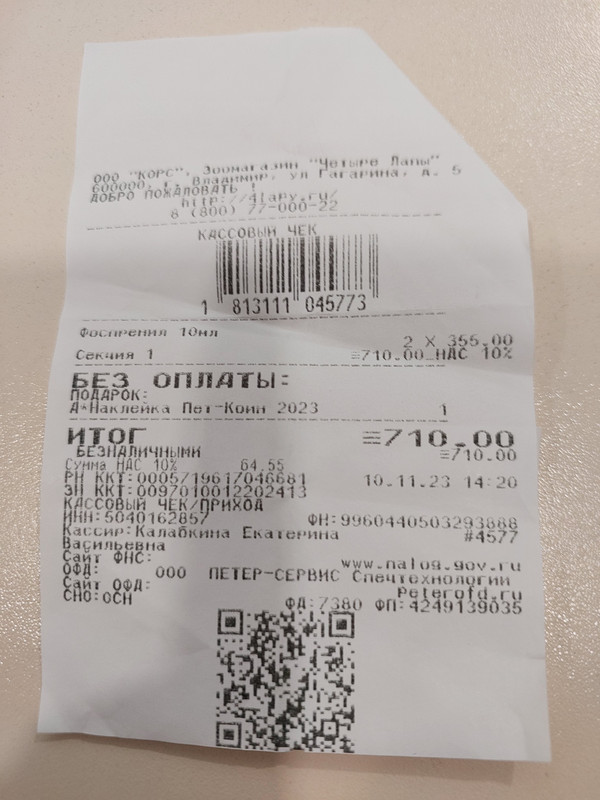 ООО "КОРС", Зоомагазин "Четыре Лапы"
600000, г. Владимир, ул Гагарина, д. 5
ДОБРО ПОЖАЛОВАТЬ !
http://4lapy.ru/
8 (800) 77-000-22
КАССОВЫЙ ЧЕК
1 813111 045773
Фоспрения 10мл
2 X 355.00
Секция 1 ≡710.00_НДС 10%
БЕЗ ОПЛАТЫ:
ПОДАРОК:
А*Наклейка Пет-Коин 2023 1
ИТОГ ≡710.00
БЕЗНАЛИЧНЫМИ ≡710.00
Сумма НДС 10% 64.55
РН ККТ:0005719617046681 10.11.23 14:20
ЗН ККТ:0097010012202413
КАССОВЫЙ ЧЕК/ПРИХОД
ИНН:5040162857 ФН:9960440503293888
Кассир:Калабкина Екатерина #4577
Васильевна
Сайт ФНС: www.nalog.gov.ru
ОФД: ООО ПЕТЕР-СЕРВИС Спецтехнологии
Сайт ОФД: Peterofd.ru
СНО:ОСН ФД:7380 ФП:4249139035